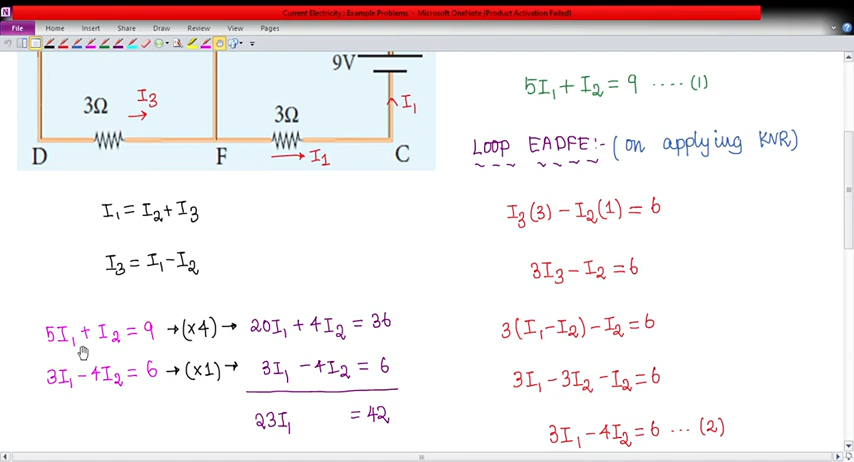 Current Electricity : Example Problems - Microsoft OneNote (Product Activation Failed)
File Home Insert Share Draw Review View
9V
3Ω I₃
3Ω I₁
D F I₁ C
I₁ = I₂ + I₃
I₃ = I₁ - I₂
5I₁ + I₂ = 9 → (×4) → 20I₁ + 4I₂ = 36
3I₁ - 4I₂ = 6 → (×1) → 3I₁ - 4I₂ = 6
23I₁ = 42
5I₁ + I₂ = 9 .... (1)
LOOP EADFE:- (on applying KVR)
I₃(3) - I₂(1) = 6
3I₃ - I₂ = 6
3(I₁ - I₂) - I₂ = 6
3I₁ - 3I₂ - I₂ = 6
3I₁ - 4I₂ = 6 ... (2)